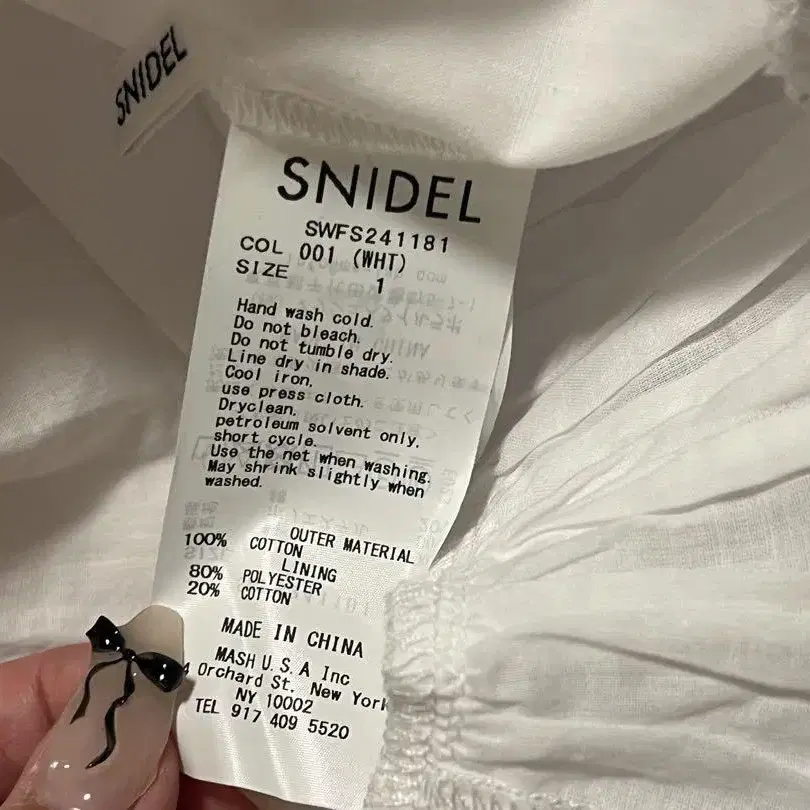 SNIDEL
SNIDEL
SWFS241181
COL 001 (WHT)
SIZE 1
Hand wash cold.
Do not bleach.
Do not tumble dry.
Line dry in shade.
Cool iron,
use press cloth.
Dryclean.
petroleum solvent only.
short cycle.
Use the net when washing.
May shrink slightly when
washed.
OUTER MATERIAL
100% COTTON
LINING
80% POLYESTER
20% COTTON
MADE IN CHINA
MASH U.S.A Inc
4 Orchard St. New York
NY 10002
TEL 917 409 5520